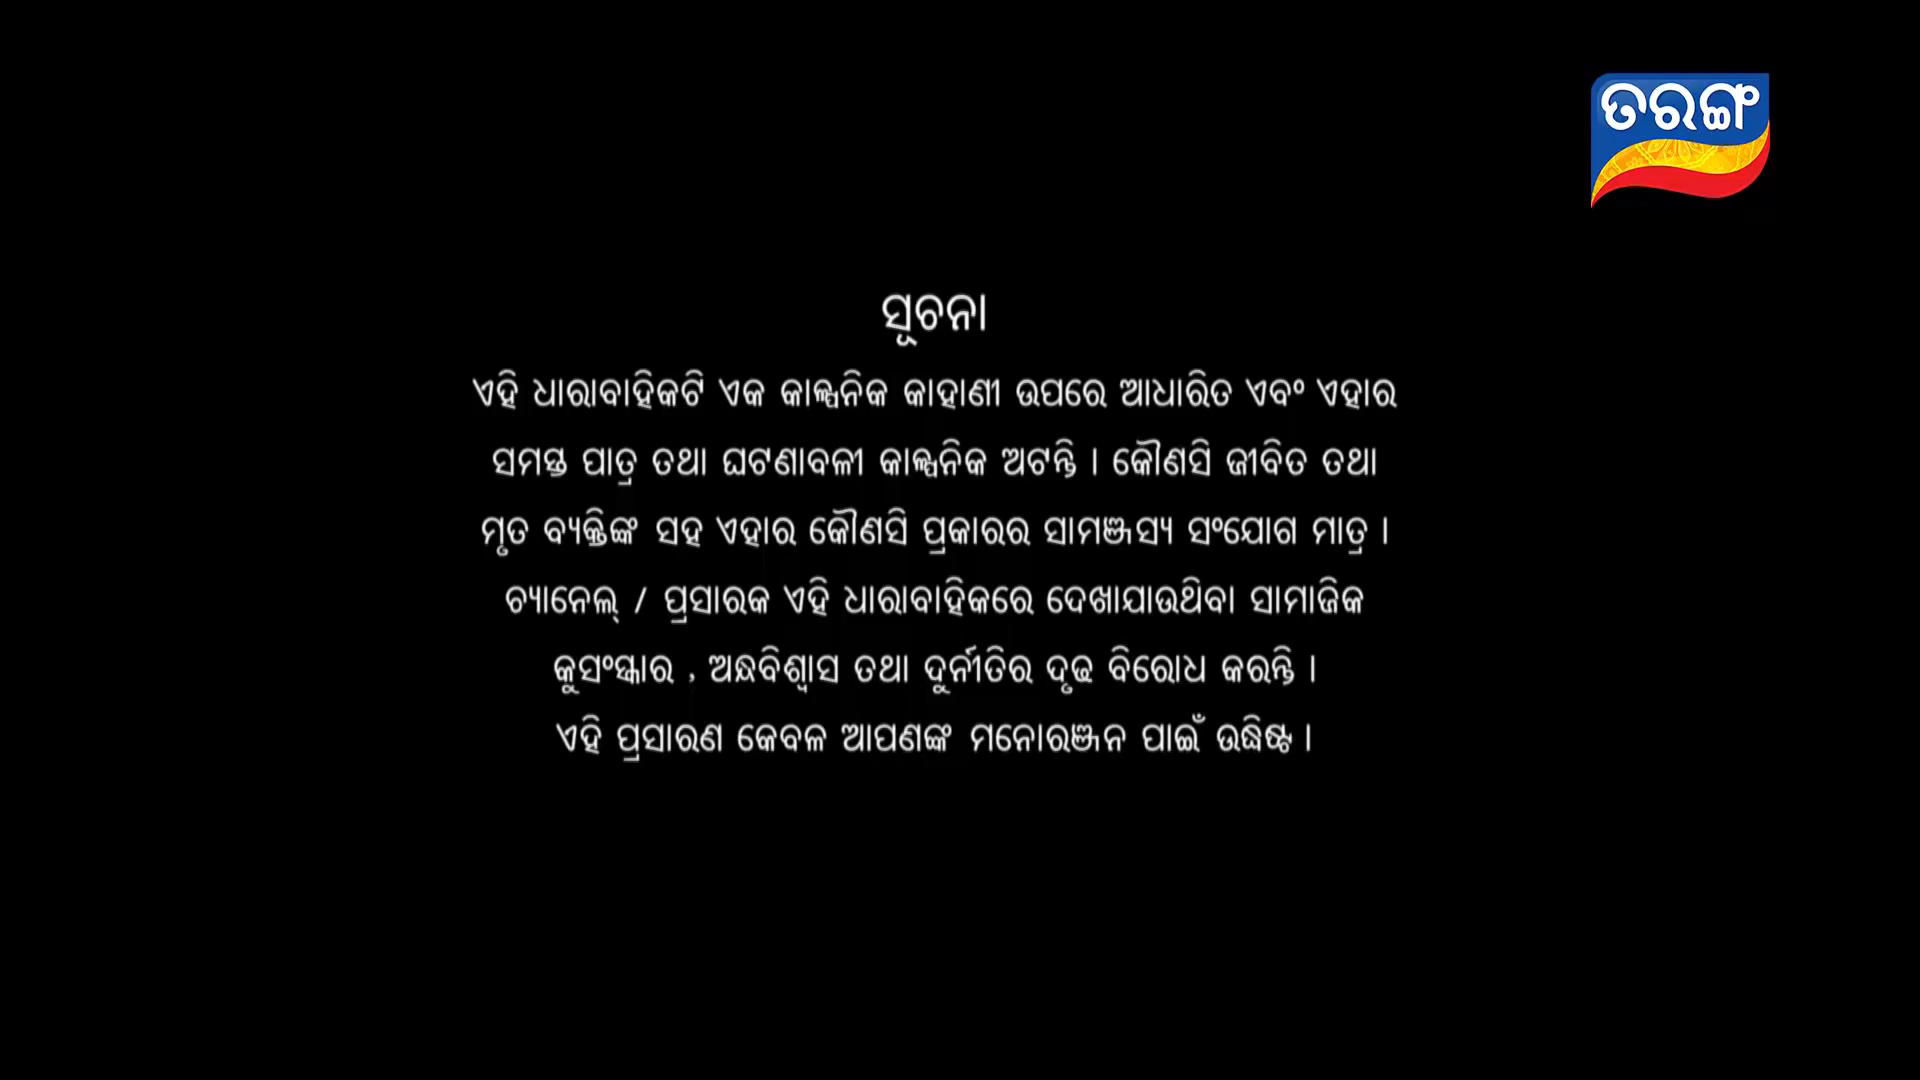 ତରଙ୍ଗ
ସୂଚନା
ଏହି ଧାରାବାହିକଟି ଏକ କାଳ୍ପନିକ କାହାଣୀ ଉପରେ ଆଧାରିତ ଏବଂ ଏହାର
ସମସ୍ତ ପାତ୍ର ତଥା ଘଟଣାବଳୀ କାଳ୍ପନିକ ଅଟନ୍ତି । କୌଣସି ଜୀବିତ ତଥା
ମୃତ ବ୍ୟକ୍ତିଙ୍କ ସହ ଏହାର କୌଣସି ପ୍ରକାରର ସାମଞ୍ଜସ୍ୟ ସଂଯୋଗ ମାତ୍ର ।
ଚ୍ୟାନେଲ୍ / ପ୍ରସାରକ ଏହି ଧାରାବାହିକରେ ଦେଖାଯାଉଥିବା ସାମାଜିକ
କୁସଂସ୍କାର , ଅନ୍ଧବିଶ୍ୱାସ ତଥା ଦୁର୍ନୀତିର ଦୃଢ ବିରୋଧ କରନ୍ତି ।
ଏହି ପ୍ରସାରଣ କେବଳ ଆପଣଙ୍କ ମନୋରଞ୍ଜନ ପାଇଁ ଉଦ୍ଧିଷ୍ଟ ।